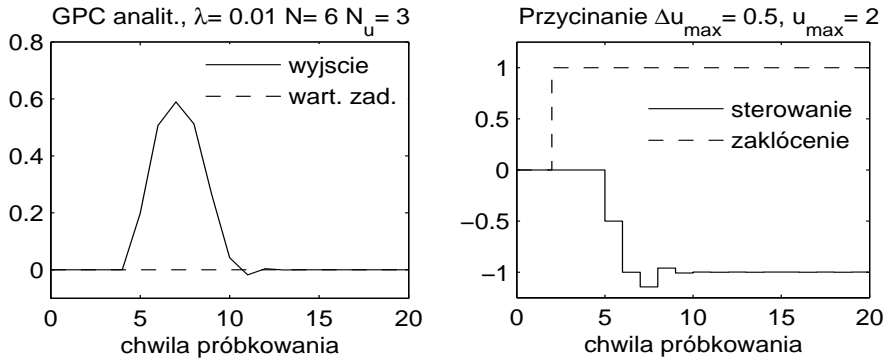 GPC analit., λ= 0.01 N= 6 N_u = 3
0.8
0.6
0.4
0.2
0
wyjscie
wart. zad.
0 5 10 15 20
chwila próbkowania
Przycinanie Δu_max= 0.5, u_max = 2
1
0.5
0
−0.5
−1
sterowanie
zaklócenie
0 5 10 15 20
chwila próbkowania